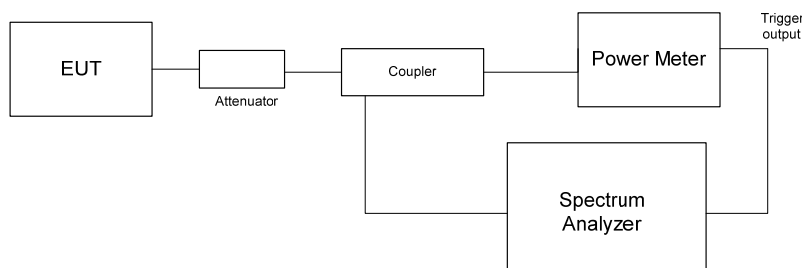 EUT
Attenuator
Coupler
Power Meter
Trigger
output
Spectrum
Analyzer